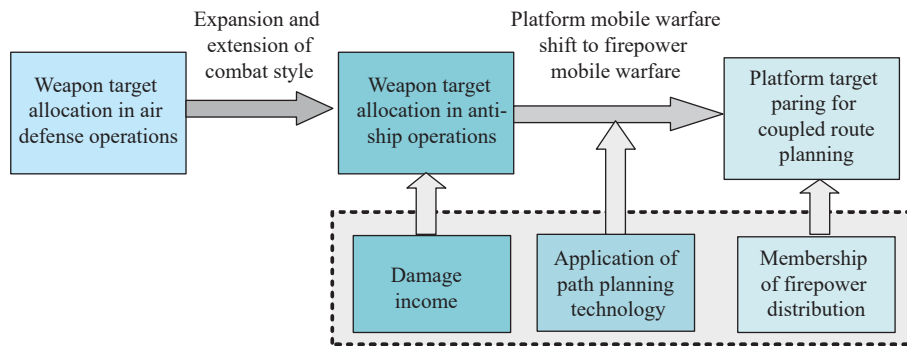 Expansion and
extension of
combat style
Platform mobile warfare
shift to firepower
mobile warfare
Weapon target
allocation in air
defense operations
Weapon target
allocation in anti-
ship operations
Platform target
paring for
coupled route
planning
Damage
income
Application of
path planning
technology
Membership
of firepower
distribution